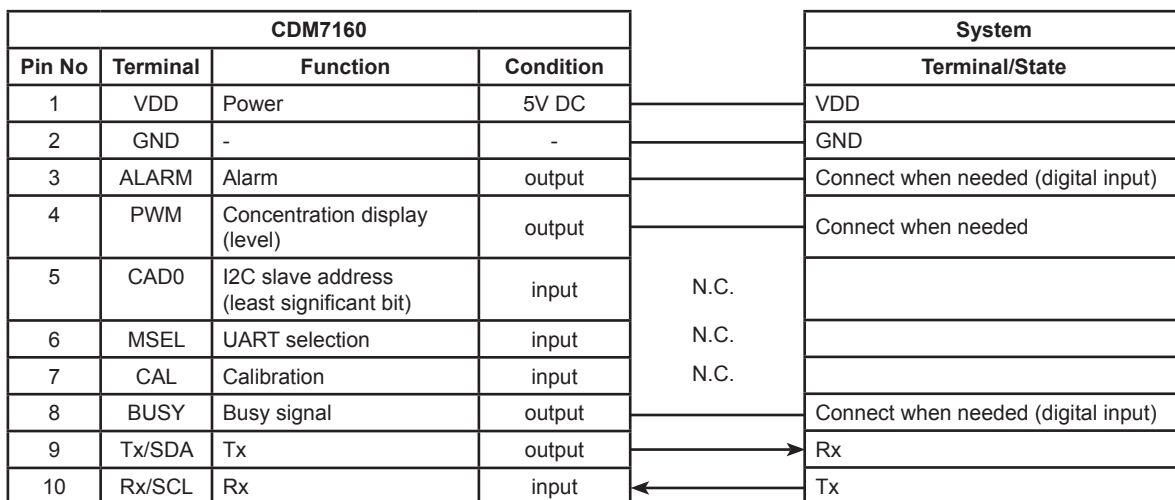 CDM7160 System
Pin No Terminal Function Condition Terminal/State
1 VDD Power 5V DC VDD
2 GND - - GND
3 ALARM Alarm output Connect when needed (digital input)
4 PWM Concentration display
(level) output Connect when needed
5 CAD0 I2C slave address
(least significant bit) input N.C.
6 MSEL UART selection input N.C.
7 CAL Calibration input N.C.
8 BUSY Busy signal output Connect when needed (digital input)
9 Tx/SDA Tx output Rx
10 Rx/SCL Rx input Tx